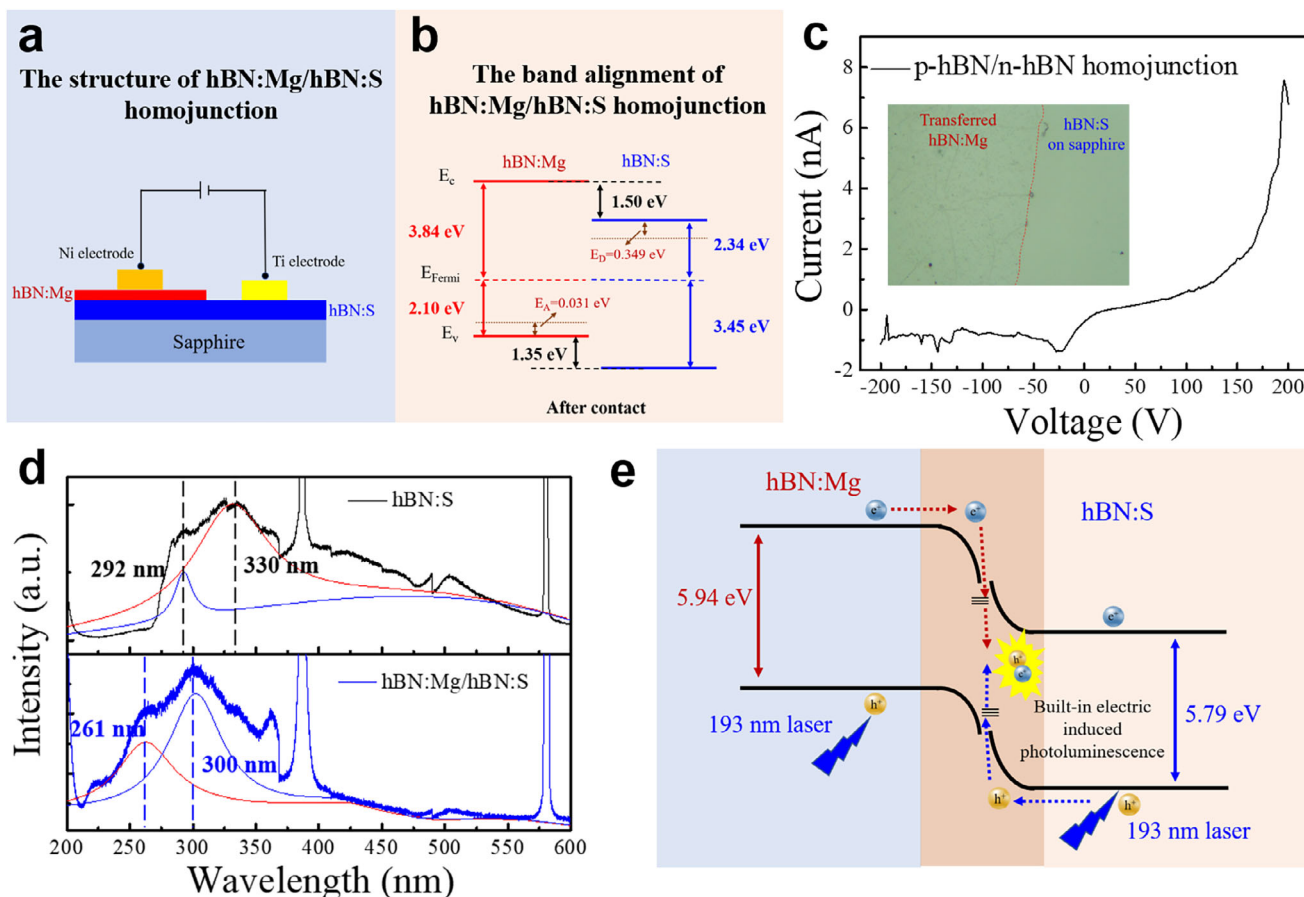 a
The structure of hBN:Mg/hBN:S
homojunction
Ni electrode
Ti electrode
hBN:Mg
hBN:S
Sapphire
b
The band alignment of
hBN:Mg/hBN:S homojunction
hBN:Mg
hBN:S
E_c
1.50 eV
3.84 eV
2.34 eV
E_D=0.349 eV
E_Fermi
2.10 eV
E_A=0.031 eV
3.45 eV
E_v
1.35 eV
After contact
c
p-hBN/n-hBN homojunction
Transferred
hBN:Mg
hBN:S
on sapphire
Current (nA)
8
6
4
2
0
-2
-200 -150 -100 -50 0 50 100 150 200
Voltage (V)
d
hBN:S
292 nm
330 nm
hBN:Mg/hBN:S
261 nm
300 nm
Intensity (a.u.)
200 250 300 350 400 450 500 550 600
Wavelength (nm)
e
hBN:Mg
hBN:S
e⁻
e⁻
5.94 eV
e⁻
h⁺
e⁻
h⁺
193 nm laser
Built-in electric
induced
photoluminescence
5.79 eV
h⁺
h⁺
193 nm laser